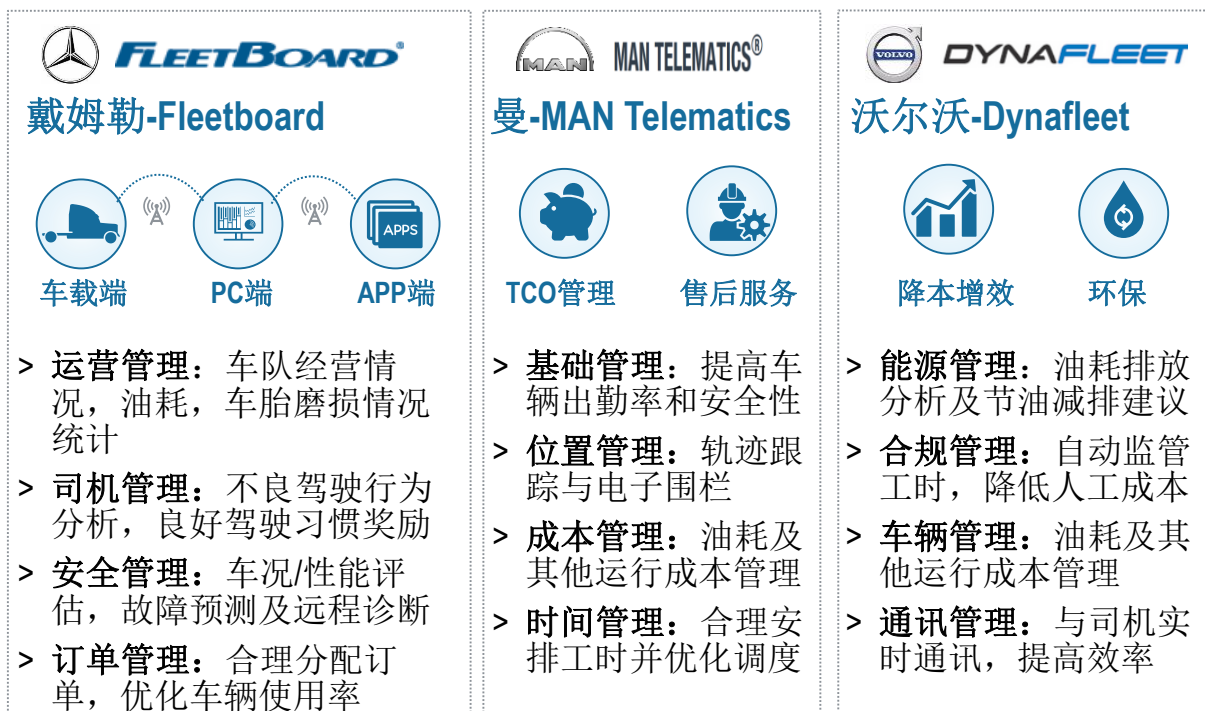 FLEETBOARD®
戴姆勒-Fleetboard
APPS
车载端
PC端
APP端
> 运营管理：车队经营情
况，油耗，车胎磨损情况
统计
> 司机管理：不良驾驶行为
分析，良好驾驶习惯奖励
> 安全管理：车况/性能评
估，故障预测及远程诊断
> 订单管理：合理分配订
单，优化车辆使用率
MAN
MAN TELEMATICS®
曼-MAN Telematics
TCO管理
售后服务
> 基础管理：提高车
辆出勤率和安全性
> 位置管理：轨迹跟
踪与电子围栏
> 成本管理：油耗及
其他运行成本管理
> 时间管理：合理安
排工时并优化调度
VOLVO
DYNAFLEET
沃尔沃-Dynafleet
降本增效
环保
> 能源管理：油耗排放
分析及节油减排建议
> 合规管理：自动监管
工时，降低人工成本
> 车辆管理：油耗及其
他运行成本管理
> 通讯管理：与司机实
时通讯，提高效率